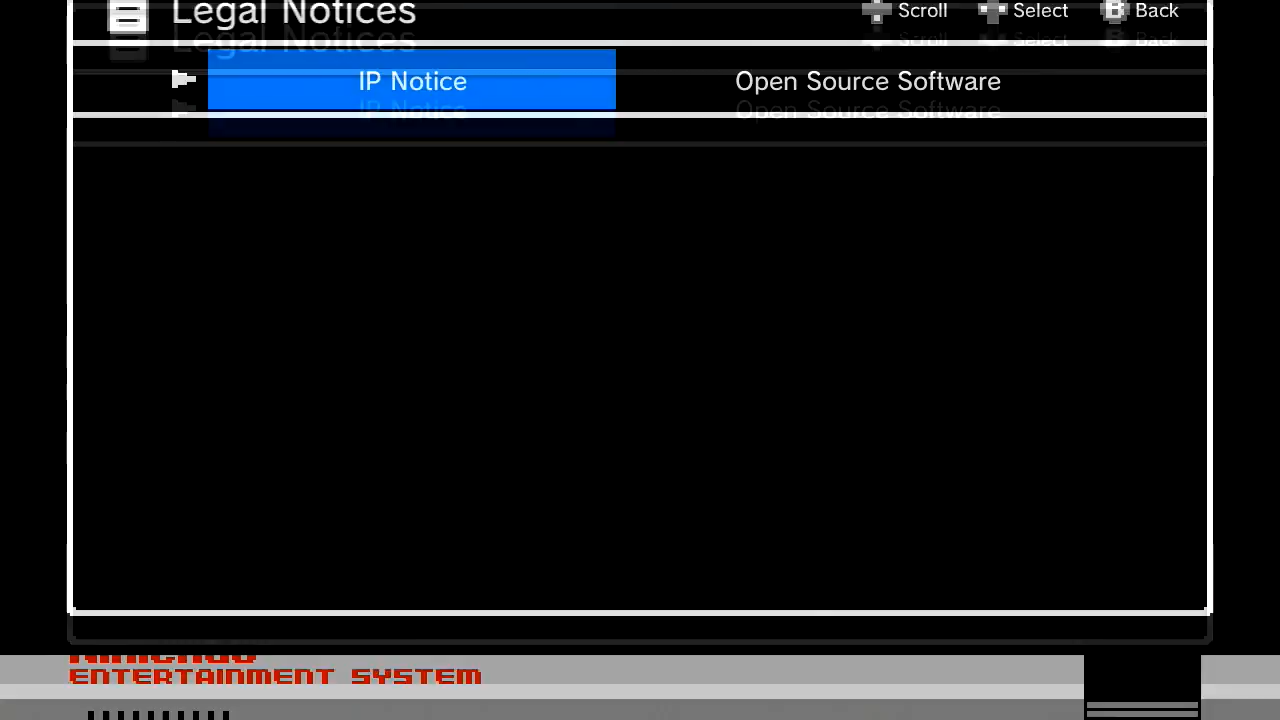 Legal Notices
Scroll Select Back
IP Notice Open Source Software
ENTERTAINMENT SYSTEM